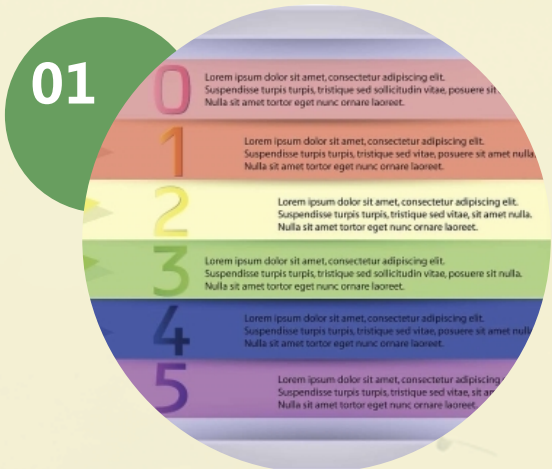 01
0
Lorem ipsum dolor sit amet, consectetur adipiscing elit.
Suspendisse turpis turpis, tristique sed sollicitudin vitae, posuere sit
Nulla sit amet tortor eget nunc ornare laoreet.
1
Lorem ipsum dolor sit amet, consectetur adipiscing elit.
Suspendisse turpis turpis, tristique sed vitae, posuere sit amet nulla.
Nulla sit amet tortor eget nunc ornare laoreet.
2
Lorem ipsum dolor sit amet, consectetur adipiscing elit.
Suspendisse turpis turpis, tristique sed vitae, sit amet nulla.
Nulla sit amet tortor eget nunc ornare laoreet.
3
Lorem ipsum dolor sit amet, consectetur adipiscing elit.
Suspendisse turpis turpis, tristique sed sollicitudin vitae, posuere sit nulla.
Nulla sit amet tortor eget nunc ornare laoreet.
4
Lorem ipsum dolor sit amet, consectetur adipiscing elit.
Suspendisse turpis turpis, tristique sed vitae, posuere sit amet
Nulla sit amet tortor eget nunc ornare laoreet.
5
Lorem ipsum dolor sit amet, consectetur adipiscing
Suspendisse turpis turpis, tristique sed vitae, sit
Nulla sit amet tortor eget nunc ornare laoreet.